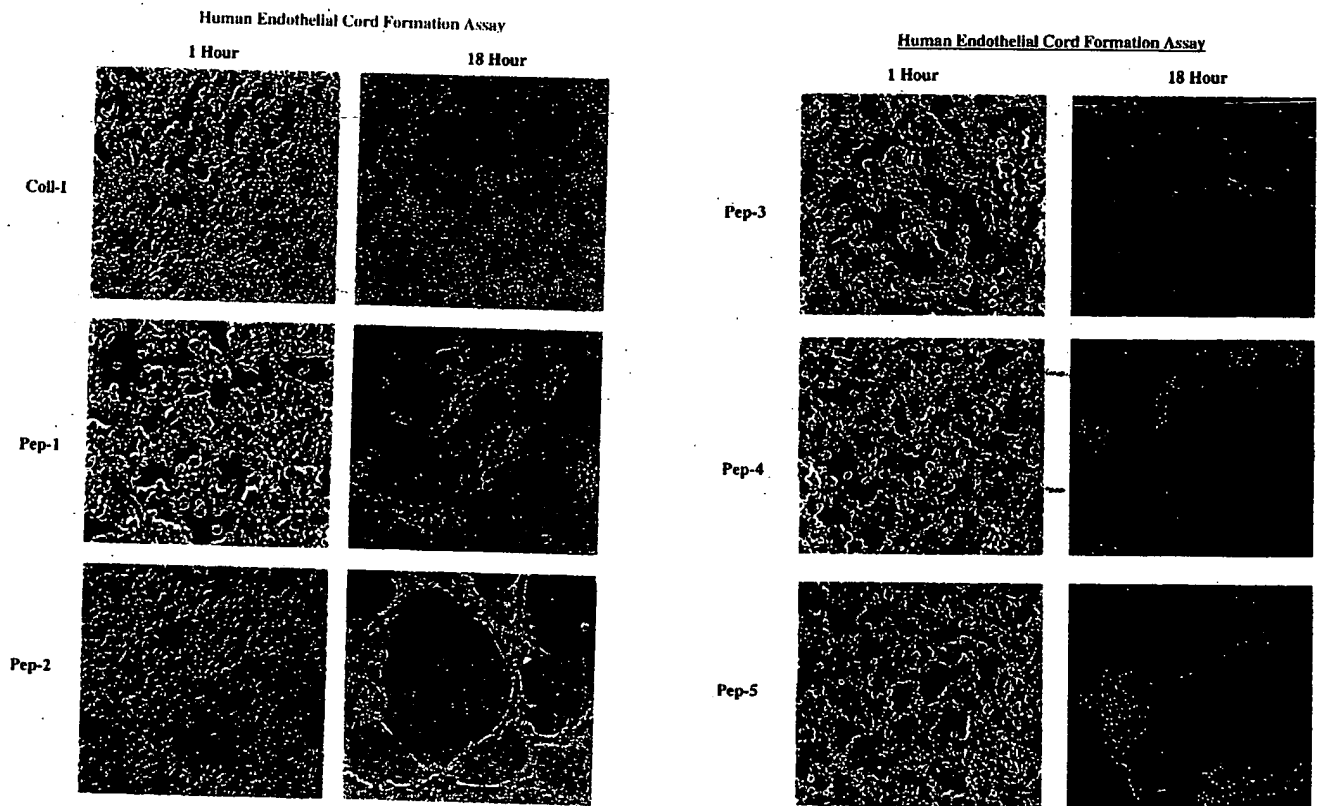 Human Endothelial Cord Formation Assay
1 Hour
18 Hour
Coll-I
Pep-1
Pep-2
Human Endothelial Cord Formation Assay
1 Hour
18 Hour
Pep-3
Pep-4
Pep-5